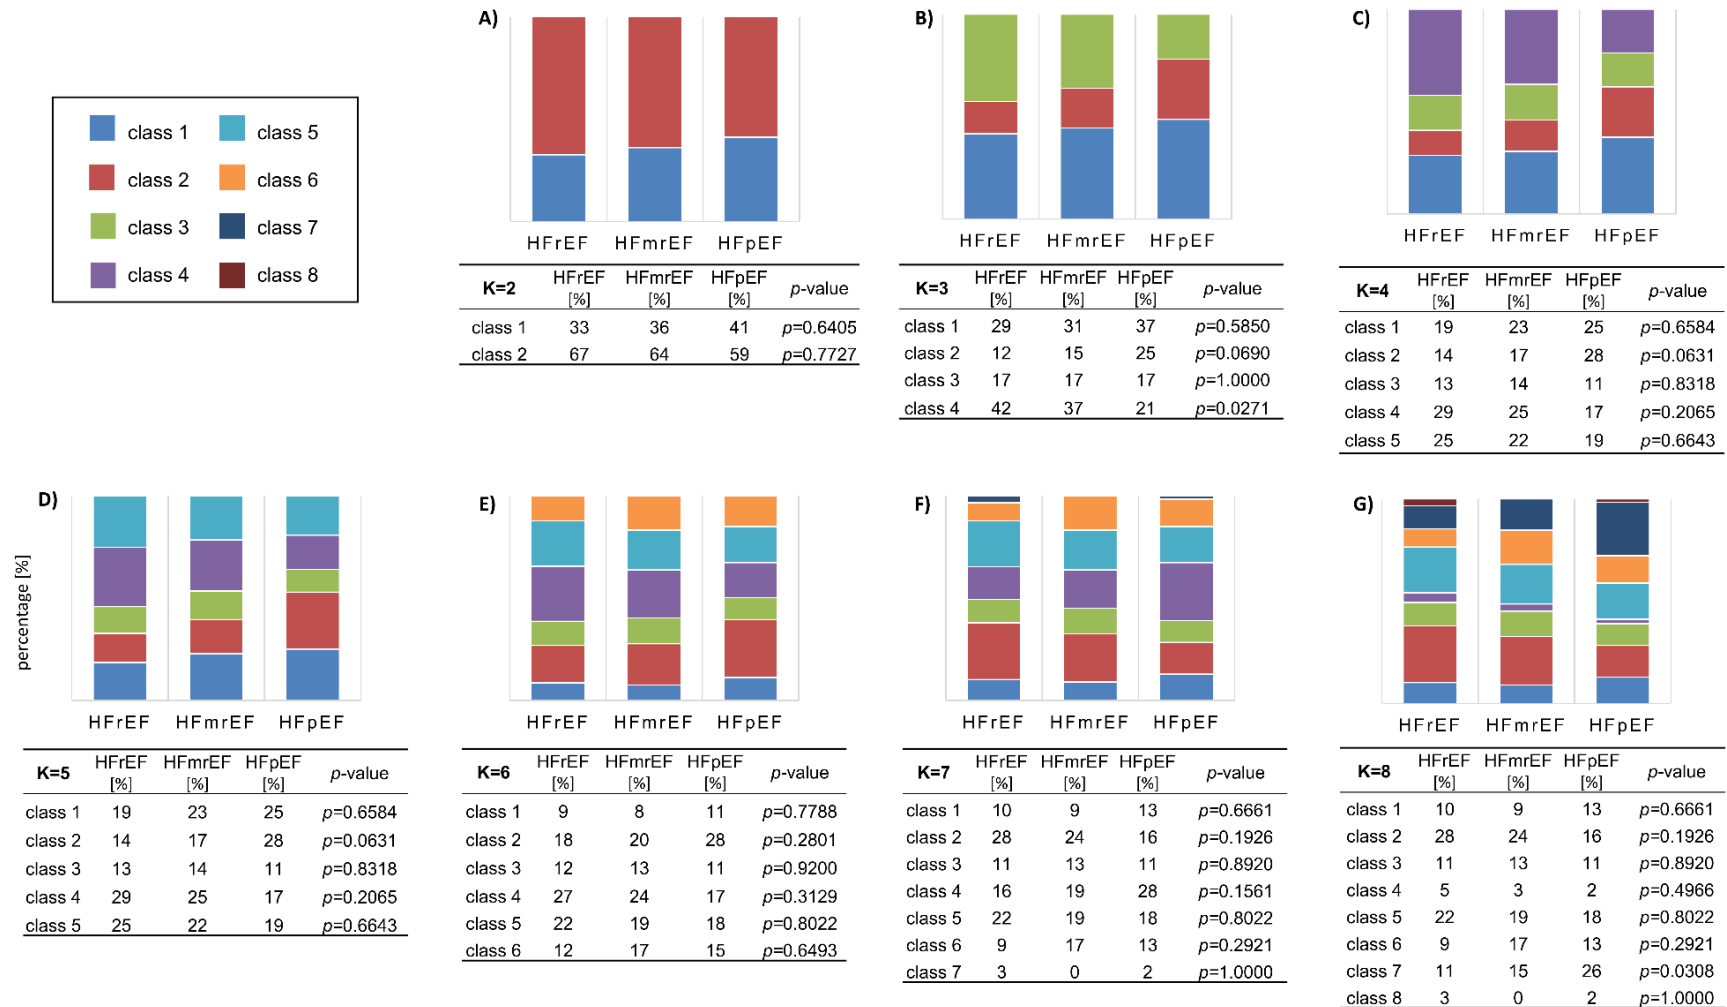 class 1 class 5
class 2 class 6
class 3 class 7
class 4 class 8
A)
HFrEF HFmrEF HFpEF
K=2 HFrEF [%] HFmrEF [%] HFpEF [%] p-value
class 1 33 36 41 p=0.6405
class 2 67 64 59 p=0.7727
B)
HFrEF HFmrEF HFpEF
K=3 HFrEF [%] HFmrEF [%] HFpEF [%] p-value
class 1 29 31 37 p=0.5850
class 2 12 15 25 p=0.0690
class 3 17 17 17 p=1.0000
class 4 42 37 21 p=0.0271
C)
HFrEF HFmrEF HFpEF
K=4 HFrEF [%] HFmrEF [%] HFpEF [%] p-value
class 1 19 23 25 p=0.6584
class 2 14 17 28 p=0.0631
class 3 13 14 11 p=0.8318
class 4 29 25 17 p=0.2065
class 5 25 22 19 p=0.6643
D)
percentage [%]
HFrEF HFmrEF HFpEF
K=5 HFrEF [%] HFmrEF [%] HFpEF [%] p-value
class 1 19 23 25 p=0.6584
class 2 14 17 28 p=0.0631
class 3 13 14 11 p=0.8318
class 4 29 25 17 p=0.2065
class 5 25 22 19 p=0.6643
E)
HFrEF HFmrEF HFpEF
K=6 HFrEF [%] HFmrEF [%] HFpEF [%] p-value
class 1 9 8 11 p=0.7788
class 2 18 20 28 p=0.2801
class 3 12 13 11 p=0.9200
class 4 27 24 17 p=0.3129
class 5 22 19 18 p=0.8022
class 6 12 17 15 p=0.6493
F)
HFrEF HFmrEF HFpEF
K=7 HFrEF [%] HFmrEF [%] HFpEF [%] p-value
class 1 10 9 13 p=0.6661
class 2 28 24 16 p=0.1926
class 3 11 13 11 p=0.8920
class 4 16 19 28 p=0.1561
class 5 22 19 18 p=0.8022
class 6 9 17 13 p=0.2921
class 7 3 0 2 p=1.0000
G)
HFrEF HFmrEF HFpEF
K=8 HFrEF [%] HFmrEF [%] HFpEF [%] p-value
class 1 10 9 13 p=0.6661
class 2 28 24 16 p=0.1926
class 3 11 13 11 p=0.8920
class 4 5 3 2 p=0.4966
class 5 22 19 18 p=0.8022
class 6 9 17 13 p=0.2921
class 7 11 15 26 p=0.0308
class 8 3 0 2 p=1.0000